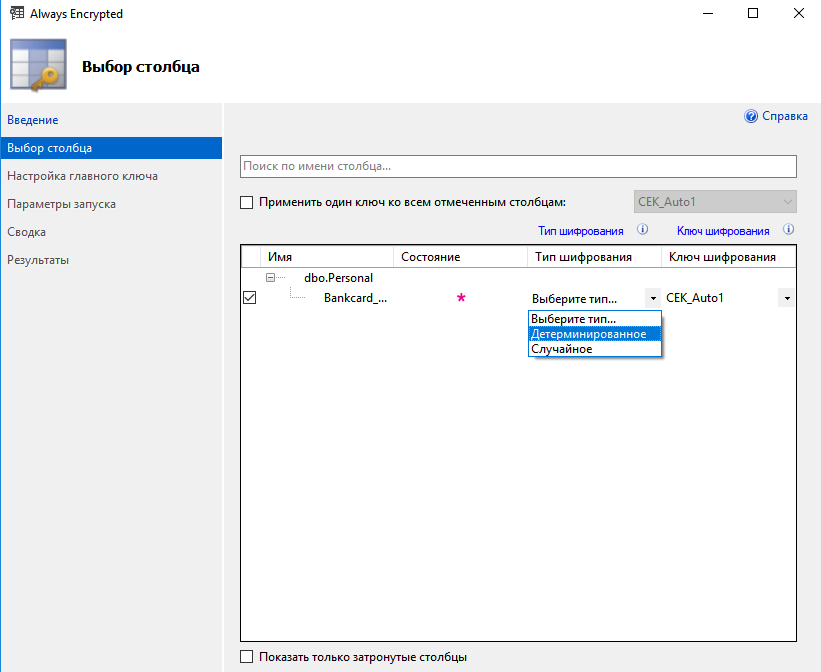 Always Encrypted
Выбор столбца
Введение
Выбор столбца
Настройка главного ключа
Параметры запуска
Сводка
Результаты
Справка
Поиск по имени столбца...
Применить один ключ ко всем отмеченным столбцам:
CEK_Auto1
Тип шифрования
Ключ шифрования
Имя Состояние Тип шифрования Ключ шифрования
dbo.Personal
Bankcard_... * Выберите тип... CEK_Auto1
Выберите тип...
Детерминированное
Случайное
Показать только затронутые столбцы